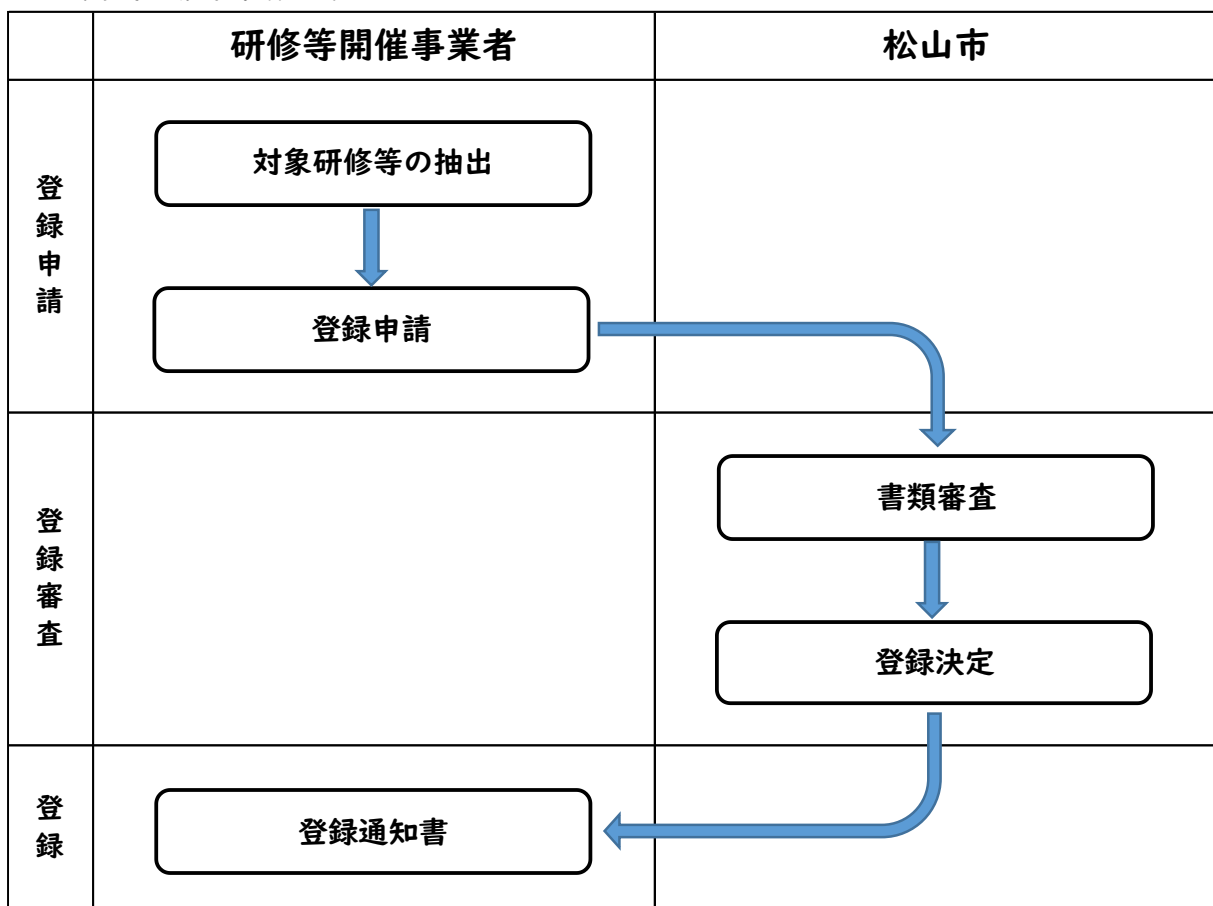 研修等開催事業者
松山市
登録申請
対象研修等の抽出
登録申請
登録審査
書類審査
登録決定
登録
登録通知書